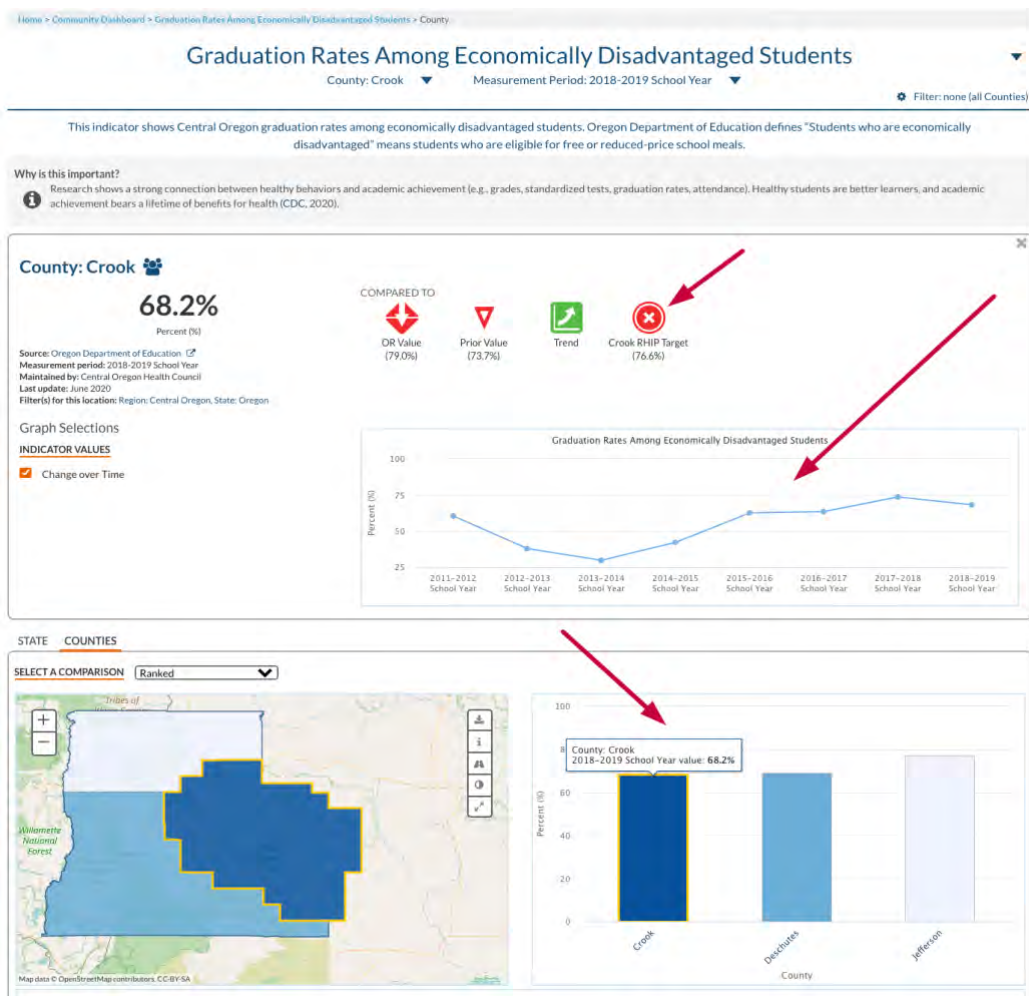 Home > Community Dashboard > Graduation Rates Among Economically Disadvantaged Students > County
Graduation Rates Among Economically Disadvantaged Students
County: Crook
Measurement Period: 2018-2019 School Year
Filter: none (all Counties)
This indicator shows Central Oregon graduation rates among economically disadvantaged students. Oregon Department of Education defines "Students who are economically
disadvantaged" means students who are eligible for free or reduced-price school meals.
Why is this important?
Research shows a strong connection between healthy behaviors and academic achievement (e.g., grades, standardized tests, graduation rates, attendance). Healthy students are better learners, and academic
achievement bears a lifetime of benefits for health (CDC, 2020).
County: Crook
68.2%
Percent (%)
Source: Oregon Department of Education
Measurement period: 2018-2019 School Year
Maintained by: Central Oregon Health Council
Last update: June 2020
Filter(s) for this location: Region: Central Oregon, State: Oregon
COMPARED TO
OR Value
(79.0%)
Prior Value
(73.7%)
Trend
Crook RHIP Target
(76.6%)
Graph Selections
INDICATOR VALUES
Change over Time
Graduation Rates Among Economically Disadvantaged Students
Percent (%)
100
75
50
25
2011-2012
School Year
2012-2013
School Year
2013-2014
School Year
2014-2015
School Year
2015-2016
School Year
2016-2017
School Year
2017-2018
School Year
2018-2019
School Year
STATE COUNTIES
SELECT A COMPARISON Ranked
Tribes of
+
−
i
Willamette
National
Forest
Map data © OpenStreetMap contributors, CC-BY-SA
Percent (%)
100
8
60
40
20
0
County: Crook
2018-2019 School Year value: 68.2%
Crook
Deschutes
Jefferson
County